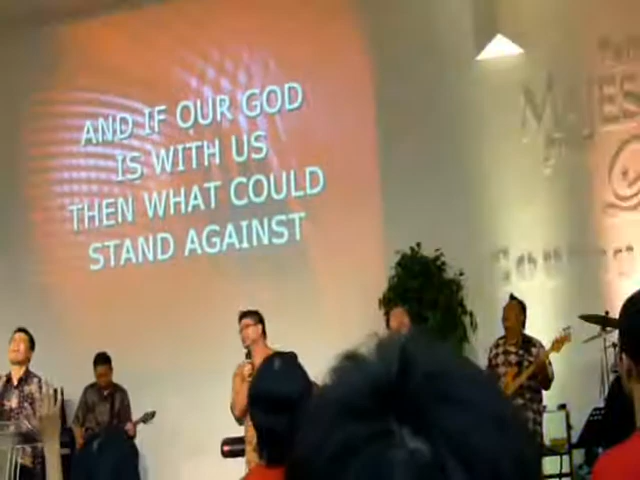 AND IF OUR GOD
IS WITH US
THEN WHAT COULD
STAND AGAINST